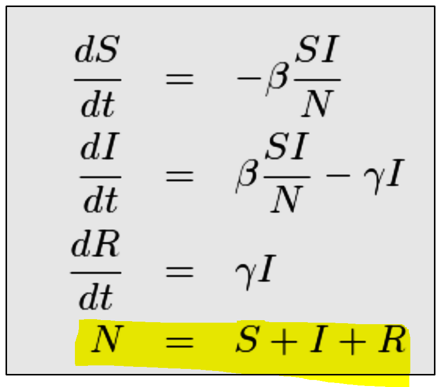 dS/dt = −β SI/N
dI/dt = β SI/N − γI
dR/dt = γI
N = S + I + R